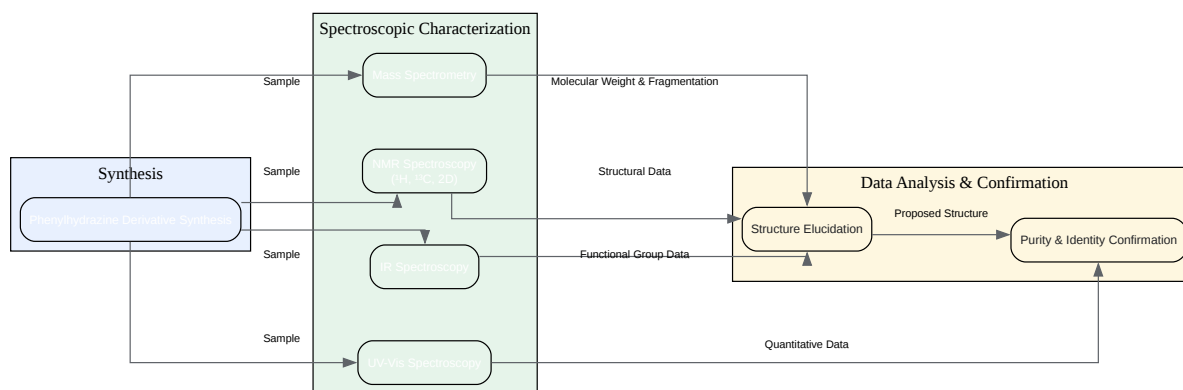 Spectroscopic Characterization
Mass Spectrometry
Sample
Molecular Weight & Fragmentation
Synthesis
Phenylhydrazine Derivative Synthesis
Sample
NMR Spectroscopy
(¹H, ¹³C, 2D)
Structural Data
Sample
IR Spectroscopy
Functional Group Data
Data Analysis & Confirmation
Structure Elucidation
Proposed Structure
Purity & Identity Confirmation
Sample
UV-Vis Spectroscopy
Quantitative Data